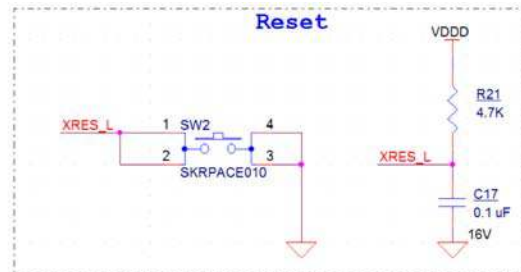 Reset
VDDD
R21
4.7K
XRES_L
1
SW2
4
2
3
SKRPACE010
XRES_L
C17
0.1 uF
16V